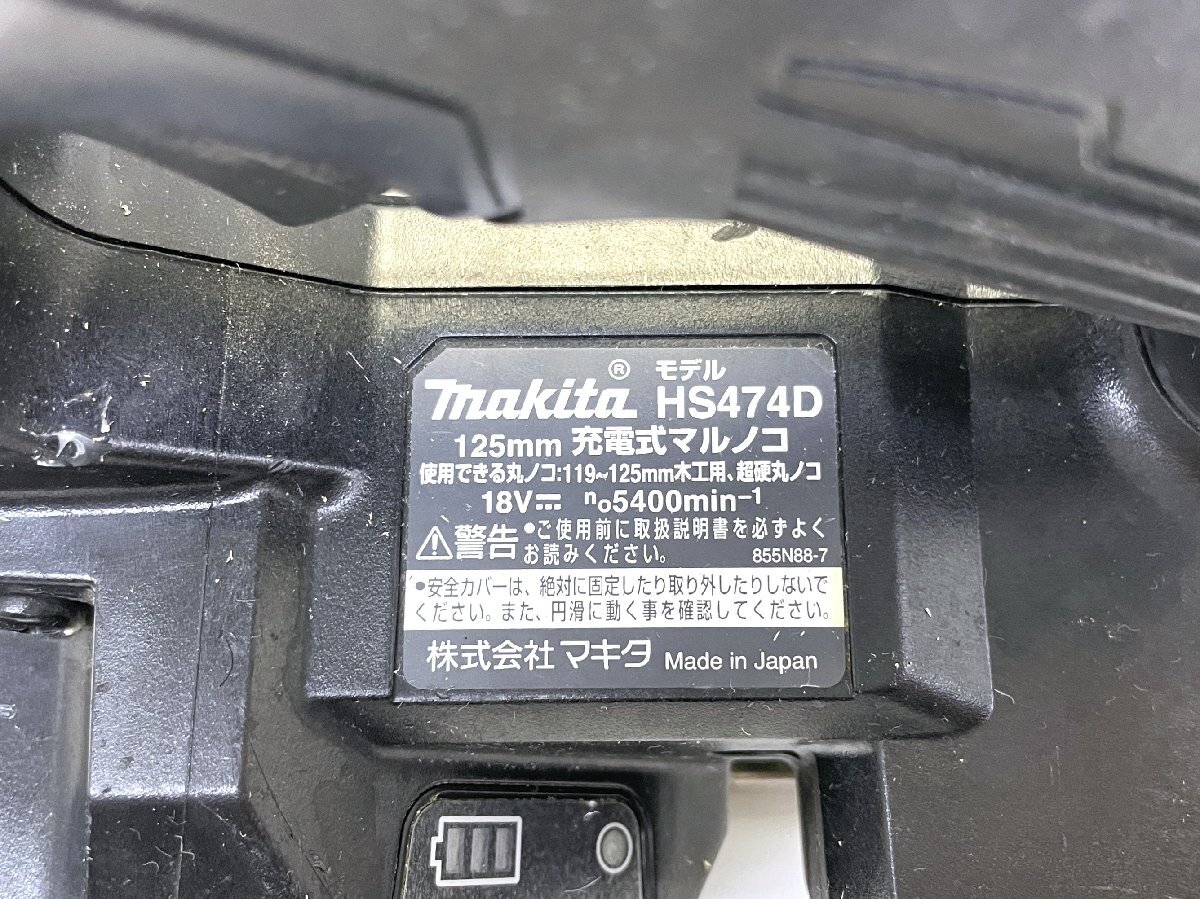 makita® モデル HS474D
125mm 充電式マルノコ
使用できる丸ノコ:119~125mm木工用、超硬丸ノコ
18V⎓ no5400min-1
⚠警告 •ご使用前に取扱説明書を必ずよく
お読みください。 855N88-7
•安全カバーは、絶対に固定したり取り外したりしないで
ください。また、円滑に動く事を確認してください。
株式会社マキタ Made in Japan